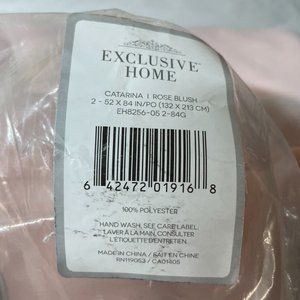 EXCLUSIVE
HOME
CATARINA I ROSE BLUSH
2 - 52 X 84 IN/PO (132 X 213 CM)
EH8256-05 2-84G
6 42472 01916 8
100% POLYESTER
HAND WASH, SEE CARE LABEL
LAVER À LA MAIN, CONSULTER
L'ÉTIQUETTE D'ENTRETIEN
MADE IN CHINA / FAIT EN CHINE
RN119053 / CA01405